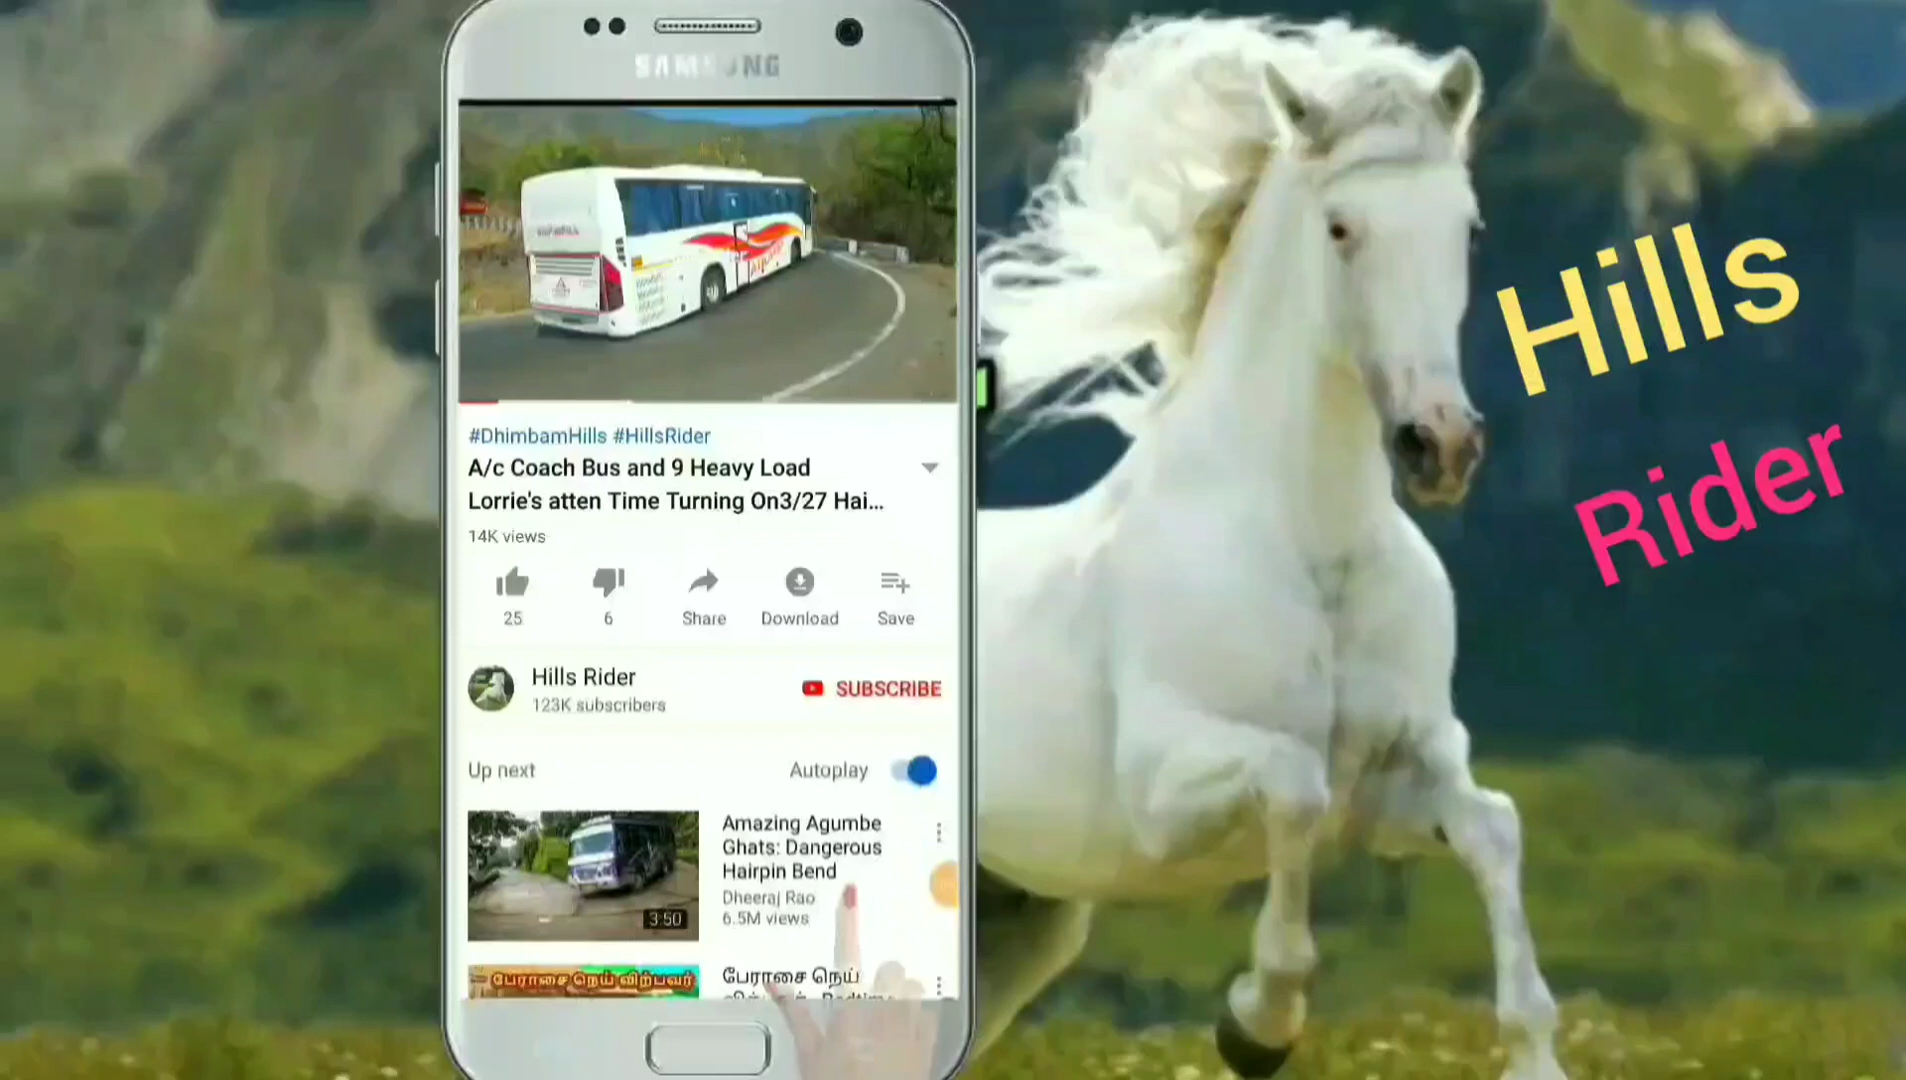 SAMSUNG
#DhimbamHills #HillsRider
A/c Coach Bus and 9 Heavy Load
Lorrie's atten Time Turning On3/27 Hai...
14K views
25
6
Share
Download
Save
Hills Rider
123K subscribers
SUBSCRIBE
Up next
Autoplay
Amazing Agumbe
Ghats: Dangerous
Hairpin Bend
Dheeraj Rao
6.5M views
3:50
பேராசை நெய் விற்பவர்
பேராசை நெய்
Hills
Rider